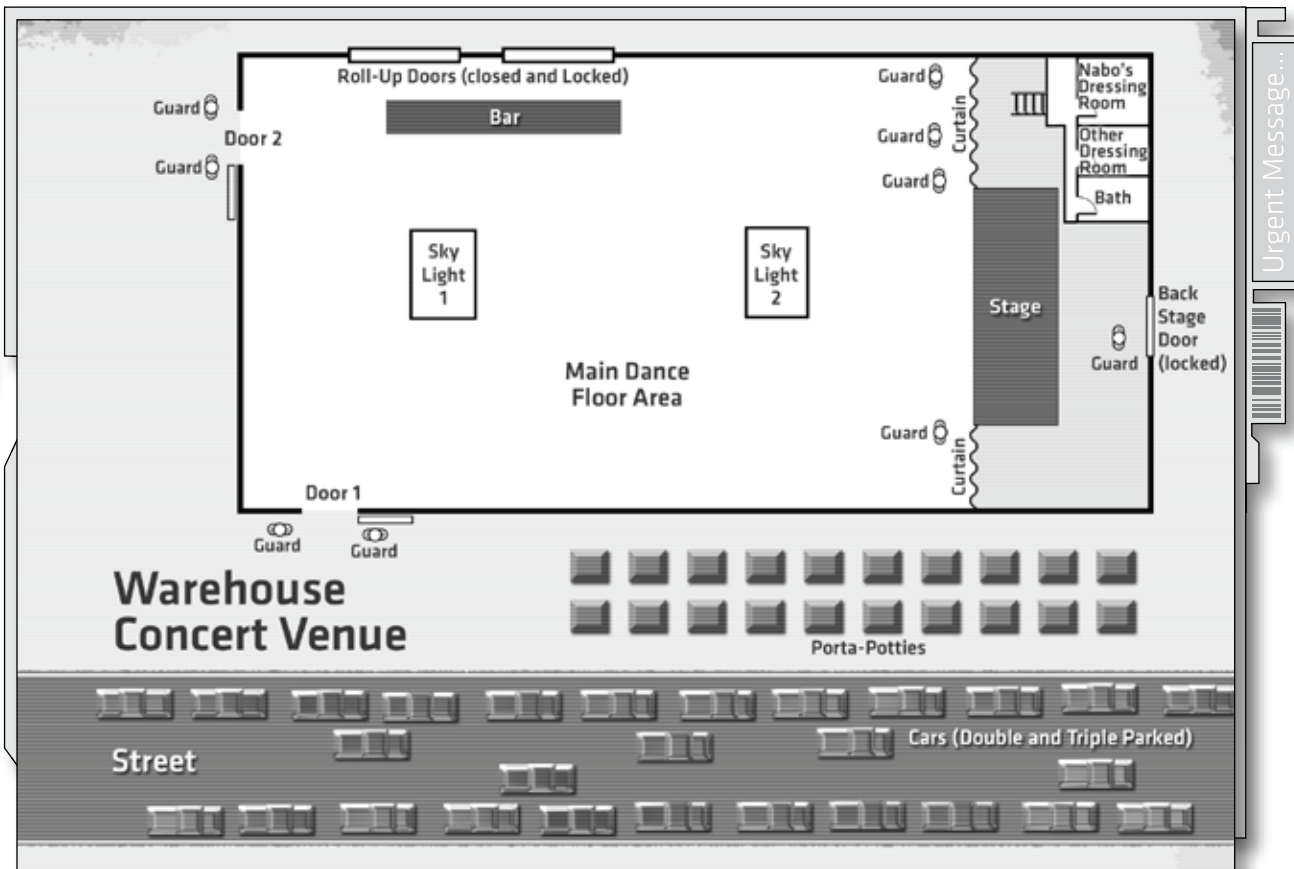 Urgent Message...
Roll-Up Doors (closed and Locked)
Bar
Guard
Door 2
Guard
Guard
Guard
Guard
Curtain
Nabo's
Dressing
Room
Other
Dressing
Room
Bath
Sky
Light
1
Sky
Light
2
Stage
Back
Stage
Door
(locked)
Guard
Main Dance
Floor Area
Guard
Curtain
Door 1
Guard
Guard
Warehouse
Concert Venue
Porta-Potties
Street
Cars (Double and Triple Parked)